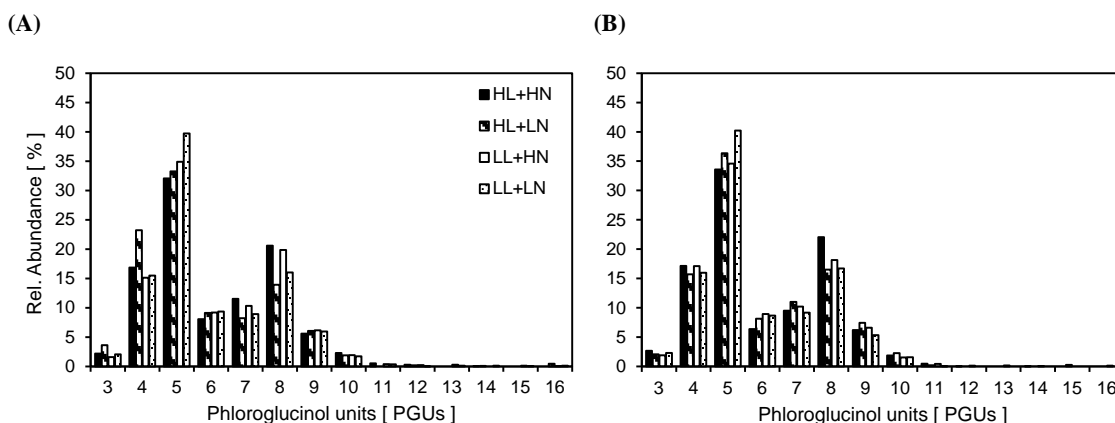 (A)
(B)
50
45
40
35
30
25
20
15
10
5
0
Rel. Abundance [ % ]
HL+HN
HL+LN
LL+HN
LL+LN
3 4 5 6 7 8 9 10 11 12 13 14 15 16
Phloroglucinol units [ PGUs ]
50
45
40
35
30
25
20
15
10
5
0
3 4 5 6 7 8 9 10 11 12 13 14 15 16
Phloroglucinol units [ PGUs ]